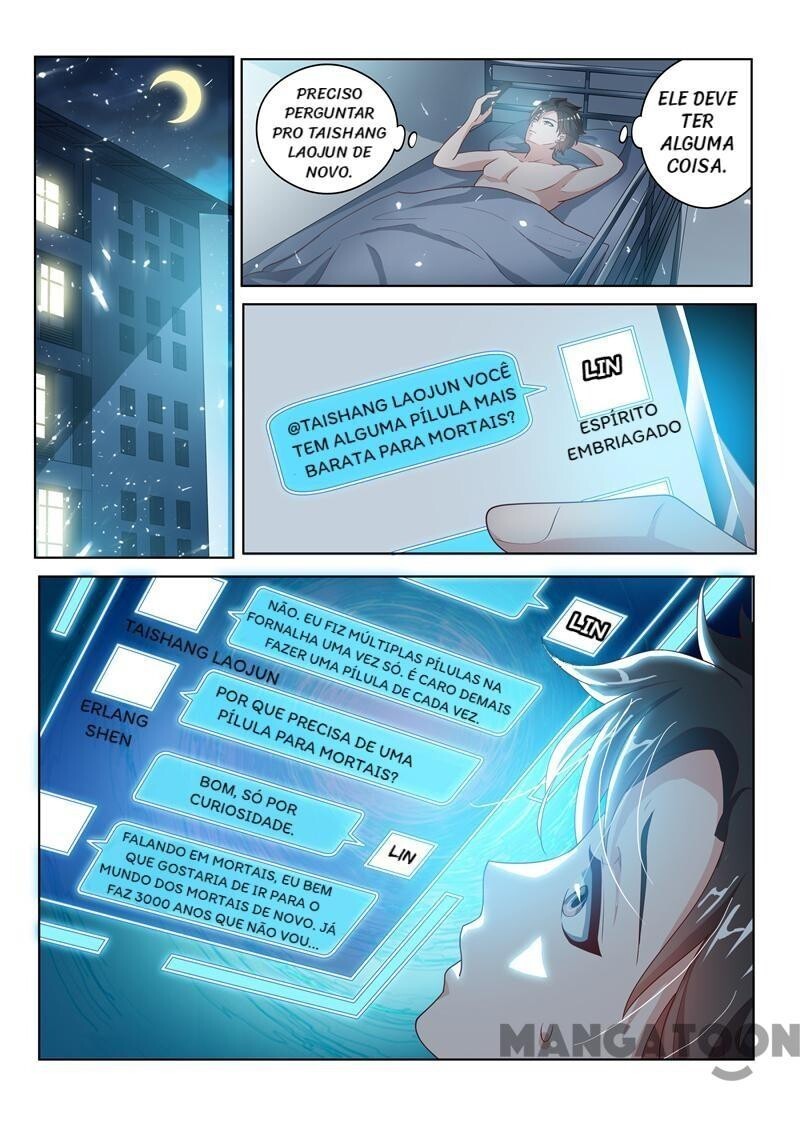 PRECISO
PERGUNTAR
PRO TAISHANG
LAOJUN DE
NOVO.
ELE DEVE
TER
ALGUMA
COISA.
@TAISHANG LAOJUN VOCÊ
TEM ALGUMA PÍLULA MAIS
BARATA PARA MORTAIS?
LIN
ESPÍRITO
EMBRIAGADO
LIN
TAISHANG LAOJUN
NÃO. EU FIZ MÚLTIPLAS PÍLULAS NA
FORNALHA UMA VEZ SÓ. É CARO DEMAIS
FAZER UMA PÍLULA DE CADA VEZ.
ERLANG
SHEN
POR QUE PRECISA DE UMA
PÍLULA PARA MORTAIS?
BOM, SÓ POR
CURIOSIDADE.
LIN
FALANDO EM MORTAIS, EU BEM
QUE GOSTARIA DE IR PARA O
MUNDO DOS MORTAIS DE NOVO. JÁ
FAZ 3000 ANOS QUE NÃO VOU...
MANGATOON